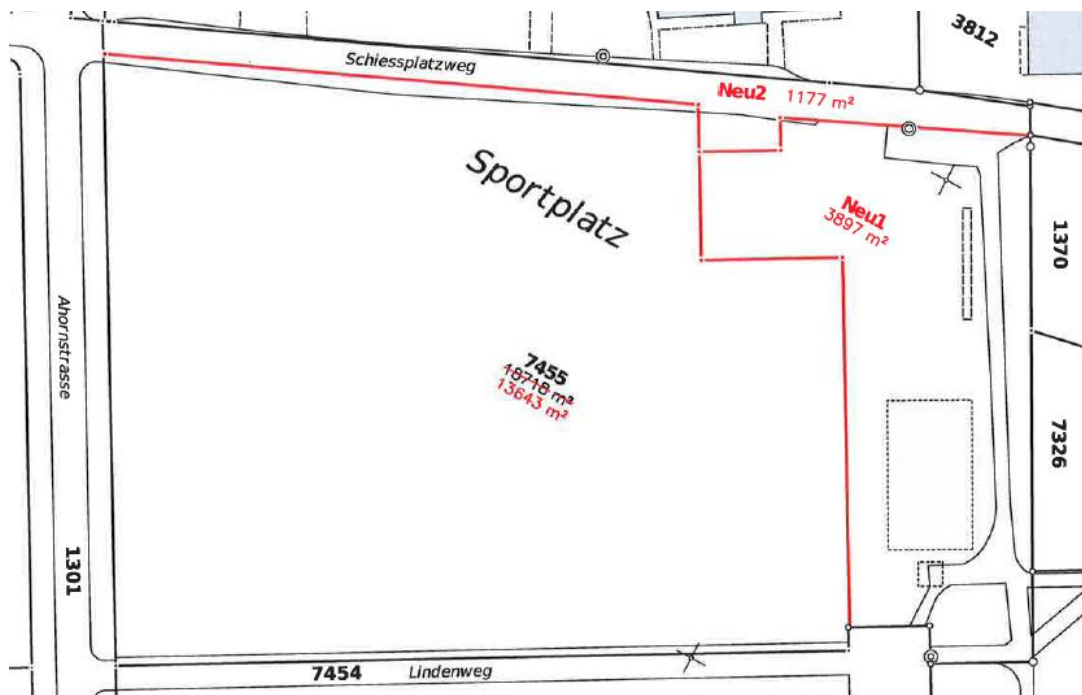 3812
Schiessplatzweg
Neu2 1177 m²
Sportplatz
Neu1
3897 m²
1370
Ahornstrasse
7455
18718 m²
13643 m²
7326
1301
7454 Lindenweg